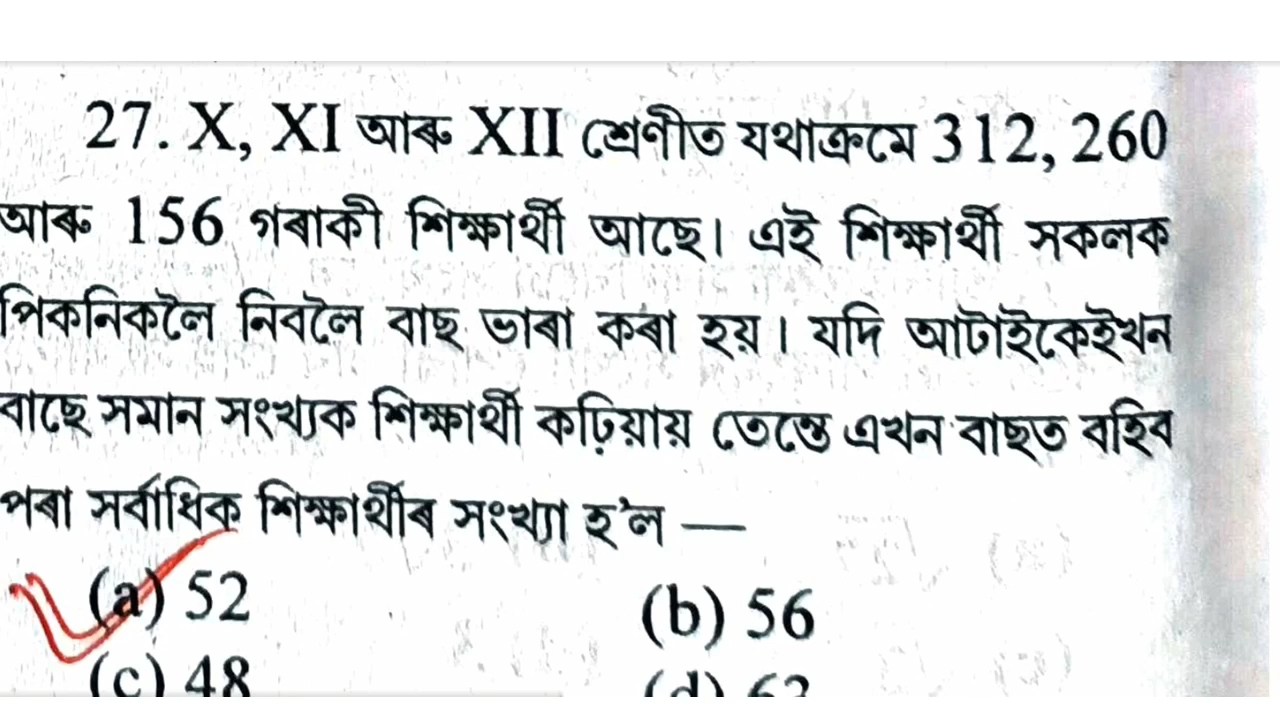 27. X, XI আৰু XII শ্ৰেণীত যথাক্ৰমে 312, 260
আৰু 156 গৰাকী শিক্ষাৰ্থী আছে। এই শিক্ষাৰ্থী সকলক
পিকনিকলৈ নিবলৈ বাছ ভাৰা কৰা হয়। যদি আটাইকেইখন
বাছে সমান সংখ্যক শিক্ষাৰ্থী কঢ়িয়ায় তেন্তে এখন বাছত বহিব
পৰা সৰ্বাধিক শিক্ষাৰ্থীৰ সংখ্যা হ'ল —
(a) 52 (b) 56
(c) 48